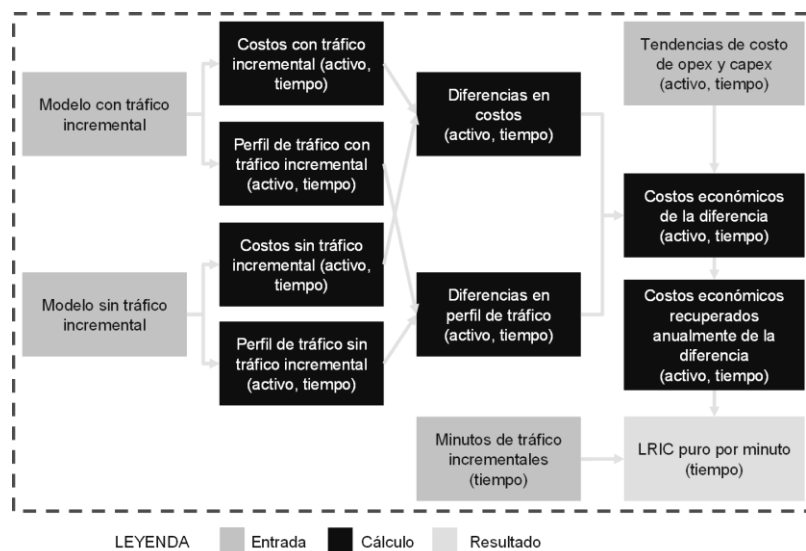 Modelo con tráfico
incremental
Modelo sin tráfico
incremental
Costos con tráfico
incremental (activo,
tiempo)
Perfil de tráfico con
tráfico incremental
(activo, tiempo)
Costos sin tráfico
incremental (activo,
tiempo)
Perfil de tráfico sin
tráfico incremental
(activo, tiempo)
Diferencias en
costos
(activo, tiempo)
Diferencias en
perfil de tráfico
(activo, tiempo)
Minutos de tráfico
incrementales
(tiempo)
Tendencias de costo
de opex y capex
(activo, tiempo)
Costos económicos
de la diferencia
(activo, tiempo)
Costos económicos
recuperados
anualmente de la
diferencia
(activo, tiempo)
LRIC puro por minuto
(tiempo)
LEYENDA Entrada Cálculo Resultado